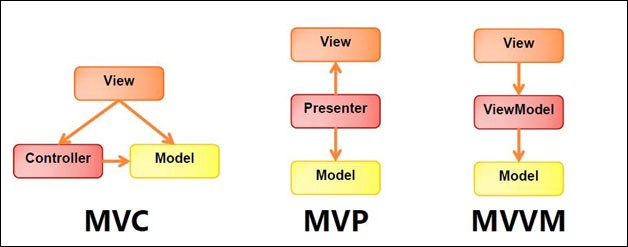 View
Controller
Model
MVC
View
Presenter
Model
MVP
View
ViewModel
Model
MVVM